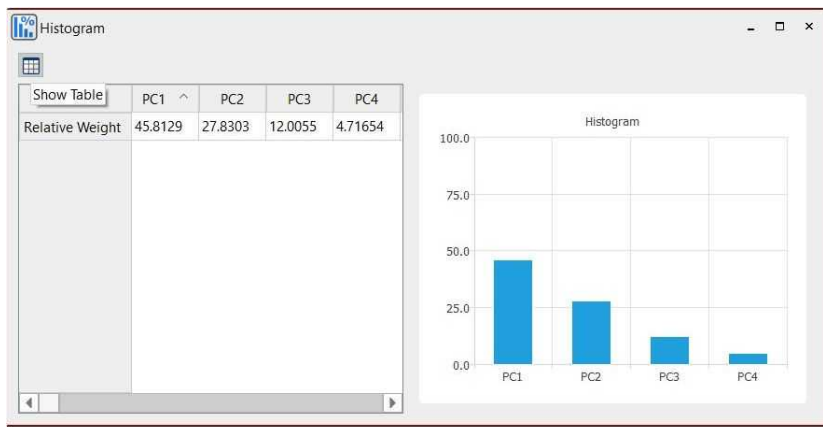 Histogram
Show Table
PC1 PC2 PC3 PC4
Relative Weight 45.8129 27.8303 12.0055 4.71654
Histogram
100.0
75.0
50.0
25.0
0.0
PC1 PC2 PC3 PC4